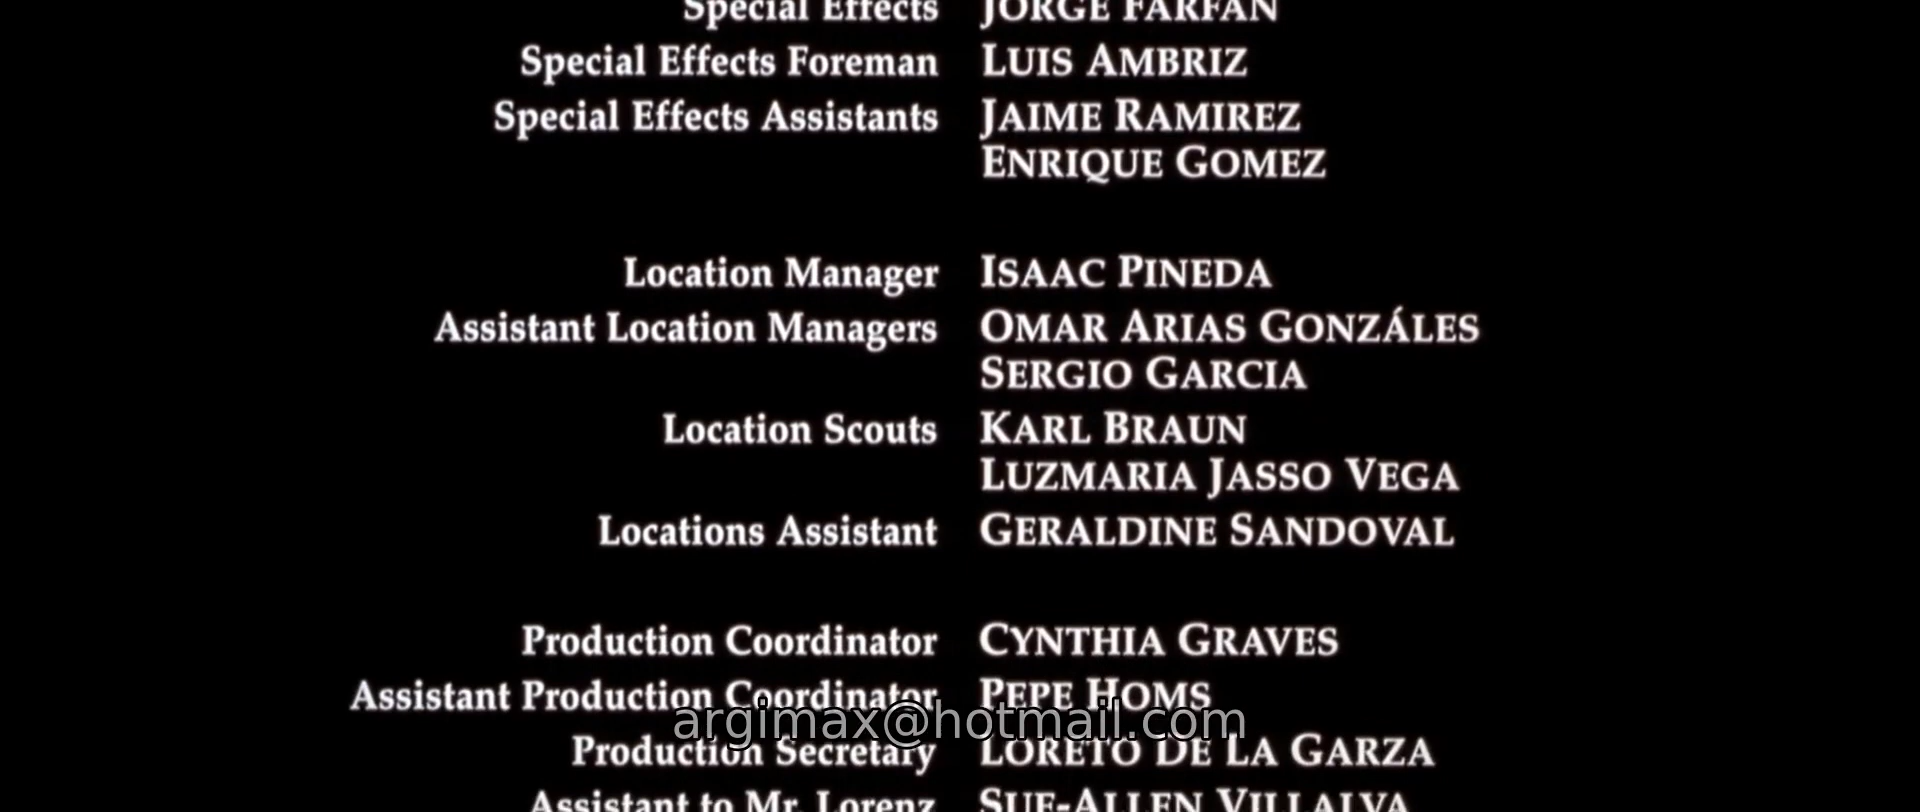 Special Effects JORGE FARFAN
Special Effects Foreman LUIS AMBRIZ
Special Effects Assistants JAIME RAMIREZ
ENRIQUE GOMEZ
Location Manager ISAAC PINEDA
Assistant Location Managers OMAR ARIAS GONZÁLES
SERGIO GARCIA
Location Scouts KARL BRAUN
LUZMARIA JASSO VEGA
Locations Assistant GERALDINE SANDOVAL
Production Coordinator CYNTHIA GRAVES
Assistant Production Coordinator PEPE HOMS
argimax@hotmail.com
Production Secretary LORETO DE LA GARZA
Assistant to Mr. Lorenz SUE-ALLEN VILLALVA